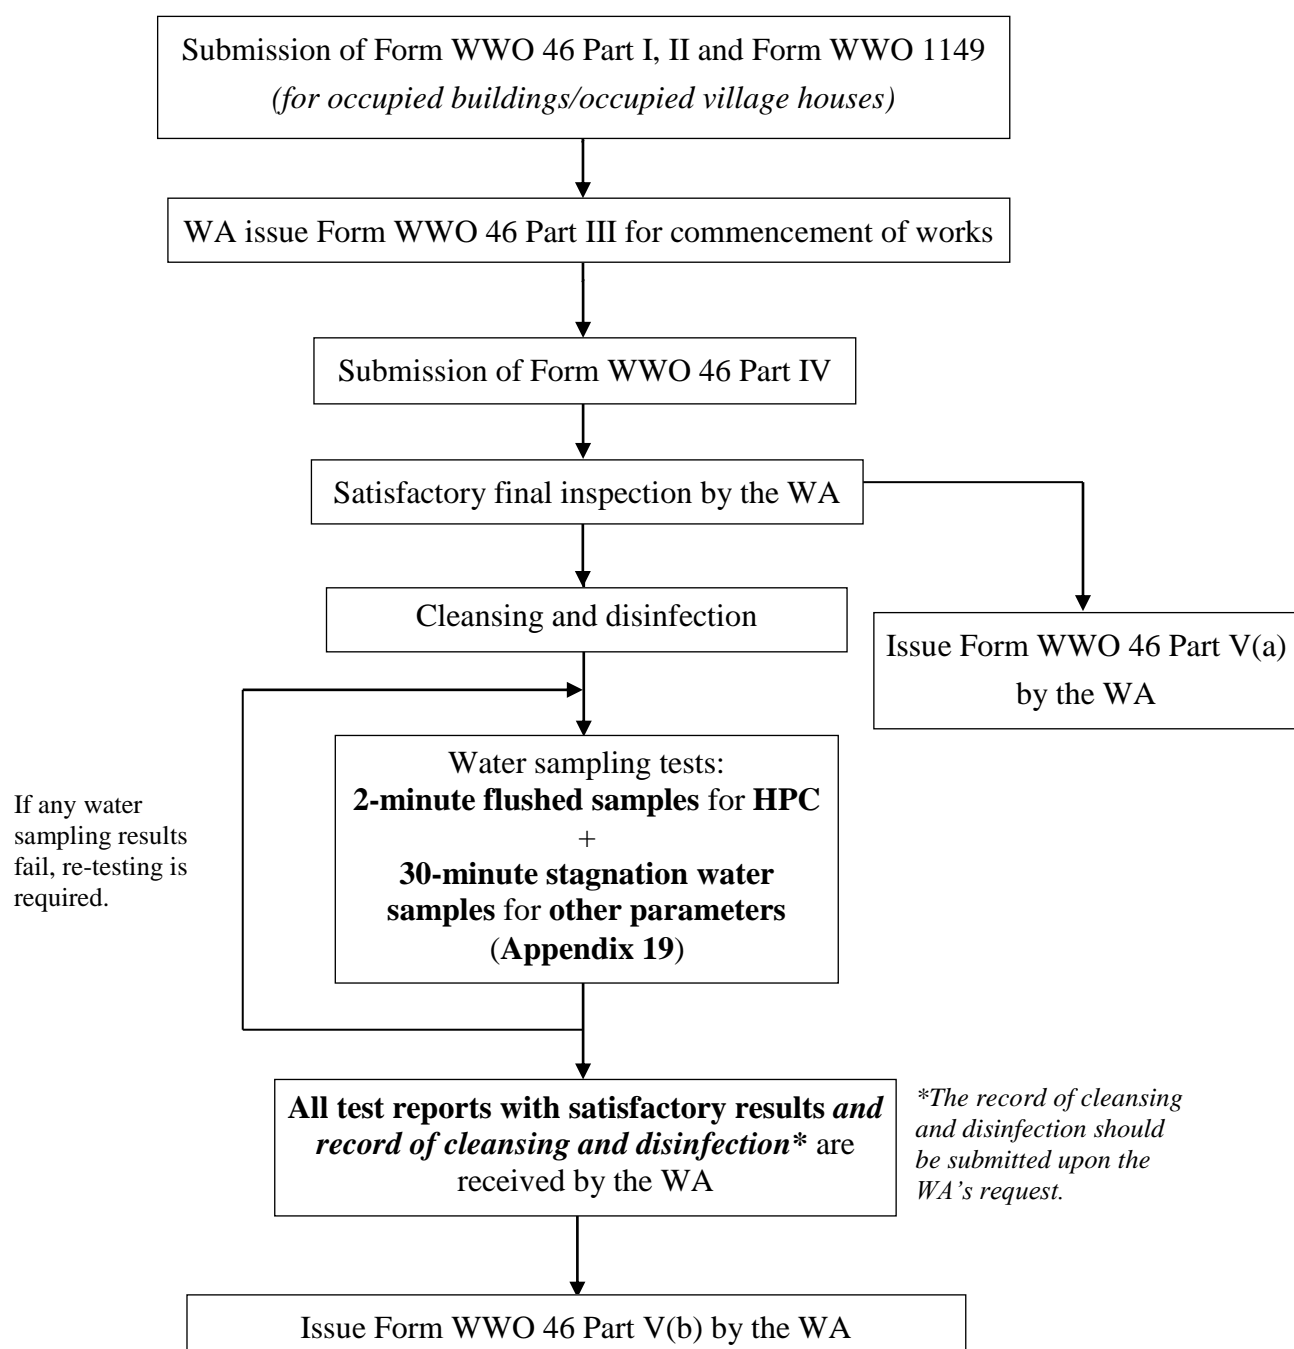 Submission of Form WWO 46 Part I, II and Form WWO 1149
(for occupied buildings/occupied village houses)
WA issue Form WWO 46 Part III for commencement of works
Submission of Form WWO 46 Part IV
Satisfactory final inspection by the WA
Cleansing and disinfection
Issue Form WWO 46 Part V(a)
by the WA
Water sampling tests:
2-minute flushed samples for HPC
+
30-minute stagnation water
samples for other parameters
(Appendix 19)
If any water
sampling results
fail, re-testing is
required.
All test reports with satisfactory results and
record of cleansing and disinfection* are
received by the WA
*The record of cleansing
and disinfection should
be submitted upon the
WA’s request.
Issue Form WWO 46 Part V(b) by the WA